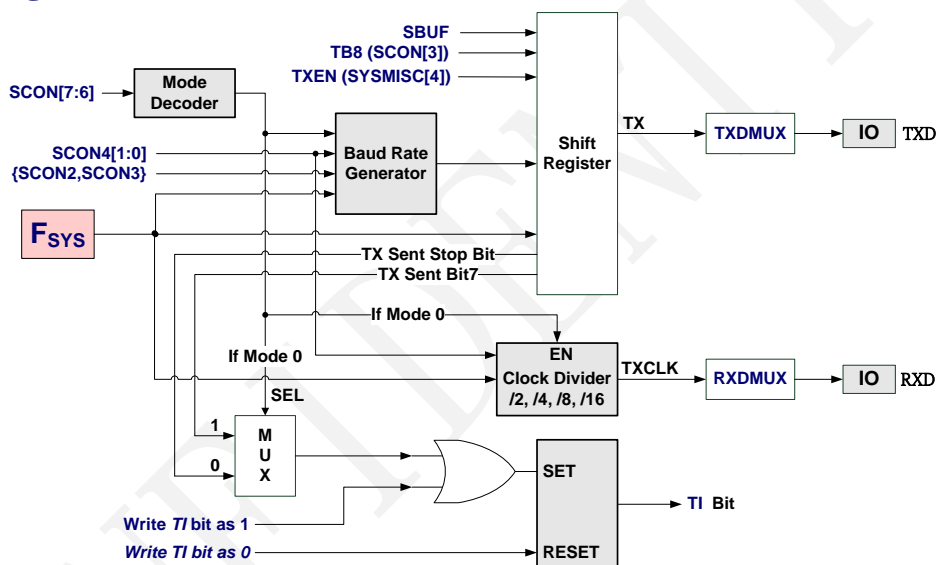 SBUF
TB8 (SCON[3])
TXEN (SYSMISC[4])
SCON[7:6]
Mode
Decoder
SCON4[1:0]
{SCON2,SCON3}
Baud Rate
Generator
Shift
Register
TX
TXDMUX
IO
TXD
FSYS
TX Sent Stop Bit
TX Sent Bit7
If Mode 0
If Mode 0
SEL
EN
Clock Divider
/2, /4, /8, /16
TXCLK
RXDMUX
IO
RXD
1
0
M
U
X
SET
RESET
TI Bit
Write TI bit as 1
Write TI bit as 0